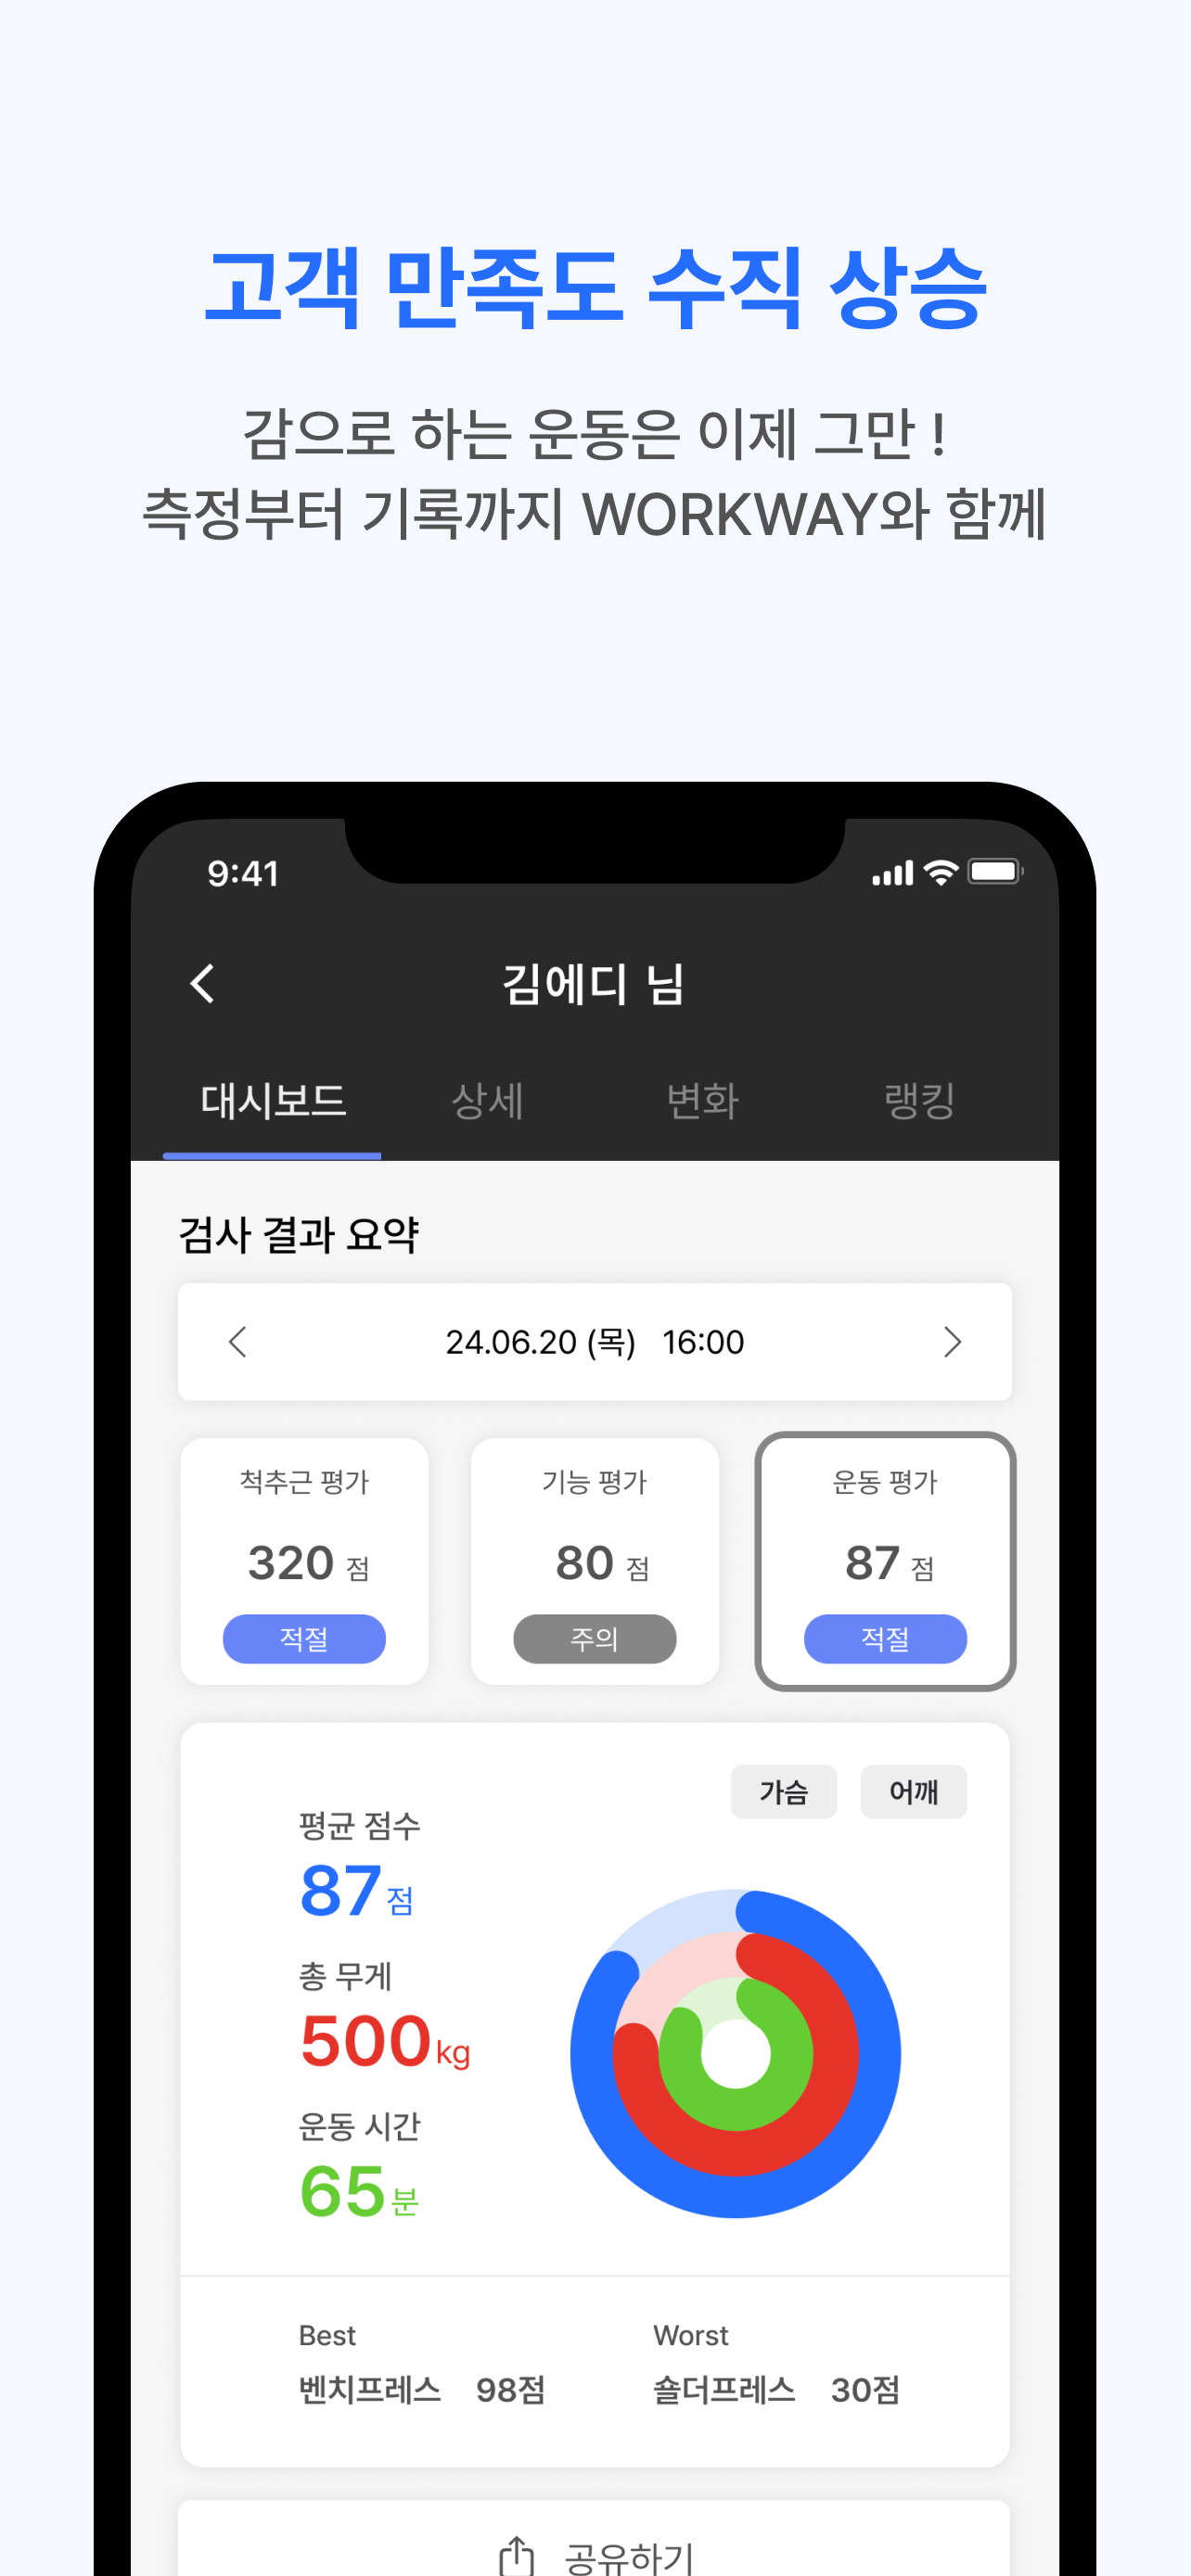 고객 만족도 수직 상승
감으로 하는 운동은 이제 그만 !
측정부터 기록까지 WORKWAY와 함께
9:41
김에디 님
대시보드 상세 변화 랭킹
검사 결과 요약
24.06.20 (목) 16:00
척추근 평가 기능 평가 운동 평가
320 점 80 점 87 점
적절 주의 적절
가슴 어깨
평균 점수
87점
총 무게
500kg
운동 시간
65분
Best Worst
벤치프레스 98점 숄더프레스 30점
공유하기